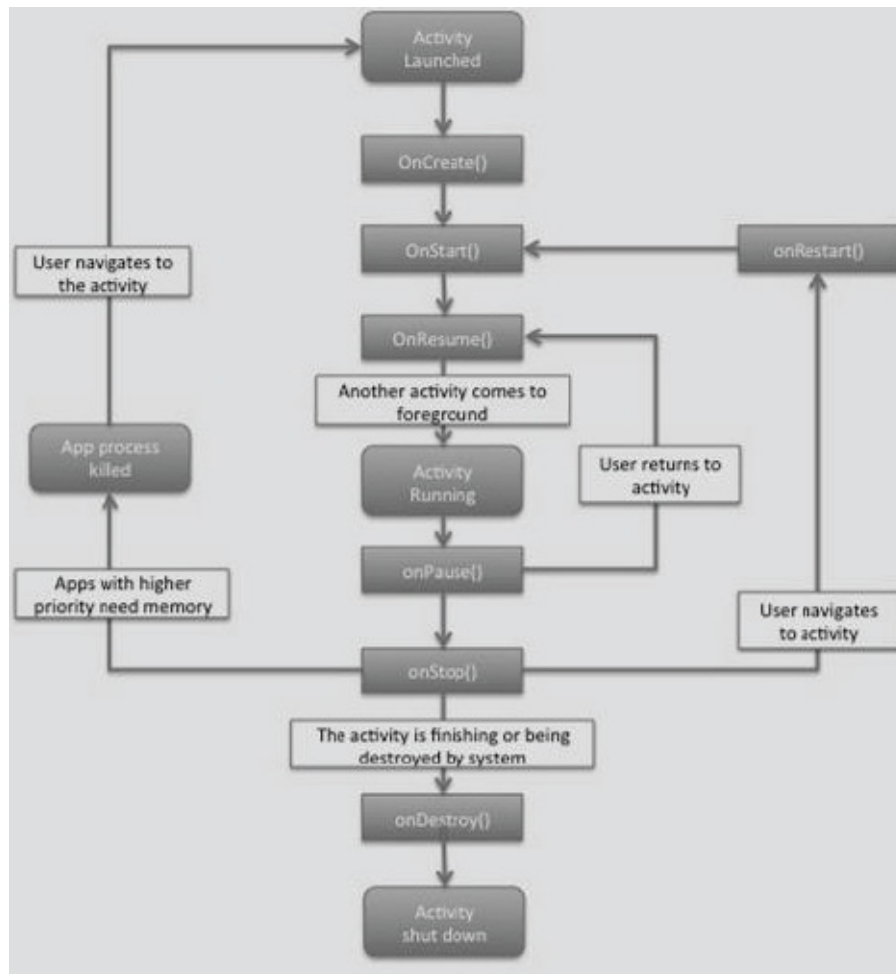 Activity
Launched
OnCreate()
OnStart()
onRestart()
User navigates to
the activity
OnResume()
Another activity comes to
foreground
App process
killed
Activity
Running
User returns to
activity
onPause()
Apps with higher
priority need memory
User navigates
to activity
onStop()
The activity is finishing or being
destroyed by system
onDestroy()
Activity
shut down